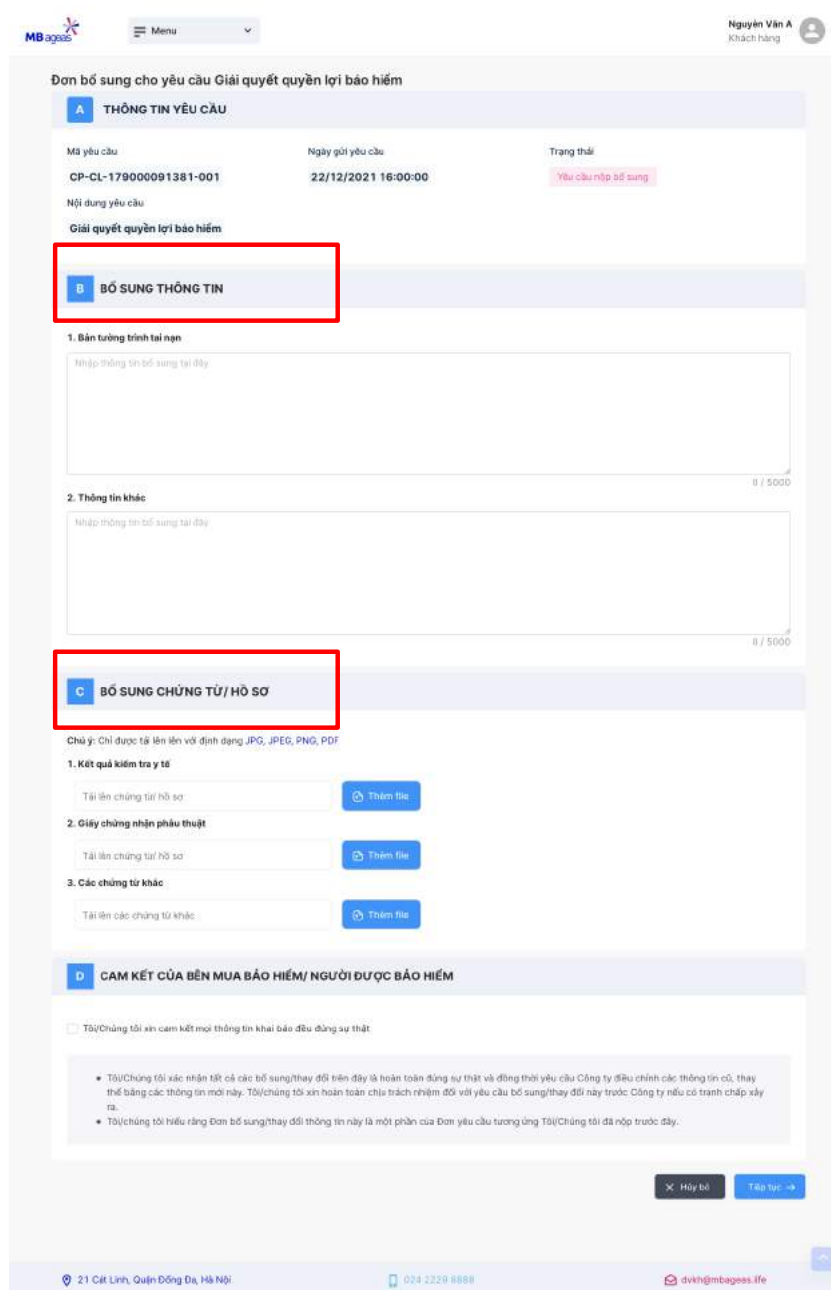 MB ageas
Menu
Nguyễn Văn A
Khách hàng
Đơn bổ sung cho yêu cầu Giải quyết quyền lợi bảo hiểm
A THÔNG TIN YÊU CẦU
Mã yêu cầu Ngày gửi yêu cầu Trạng thái
CP-CL-179000091381-001 22/12/2021 16:00:00 Yêu cầu nộp bổ sung
Nội dung yêu cầu
Giải quyết quyền lợi bảo hiểm
B BỔ SUNG THÔNG TIN
1. Bản tường trình tai nạn
Nhập thông tin bổ sung tại đây
0 / 5000
2. Thông tin khác
Nhập thông tin bổ sung tại đây
0 / 5000
C BỔ SUNG CHỨNG TỪ/ HỒ SƠ
Chú ý: Chỉ được tải lên lên với định dạng JPG, JPEG, PNG, PDF
1. Kết quả kiểm tra y tế
Tải lên chứng từ/ hồ sơ Thêm file
2. Giấy chứng nhận phẫu thuật
Tải lên chứng từ/ hồ sơ Thêm file
3. Các chứng từ khác
Tải lên các chứng từ khác Thêm file
D CAM KẾT CỦA BÊN MUA BẢO HIỂM/ NGƯỜI ĐƯỢC BẢO HIỂM
Tôi/Chúng tôi xin cam kết mọi thông tin khai báo đều đúng sự thật
• Tôi/Chúng tôi xác nhận tất cả các bổ sung/thay đổi trên đây là hoàn toàn đúng sự thật và đồng thời yêu cầu Công ty điều chỉnh các thông tin cũ, thay
thế bằng các thông tin mới này. Tôi/chúng tôi xin hoàn toàn chịu trách nhiệm đối với yêu cầu bổ sung/thay đổi này trước Công ty nếu có tranh chấp xảy
ra.
• Tôi/chúng tôi hiểu rằng Đơn bổ sung/thay đổi thông tin này là một phần của Đơn yêu cầu tương ứng Tôi/Chúng tôi đã nộp trước đây.
Hủy bỏ Tiếp tục →
21 Cát Linh, Quận Đống Đa, Hà Nội 024 2229 8888 dvkh@mbageas.life